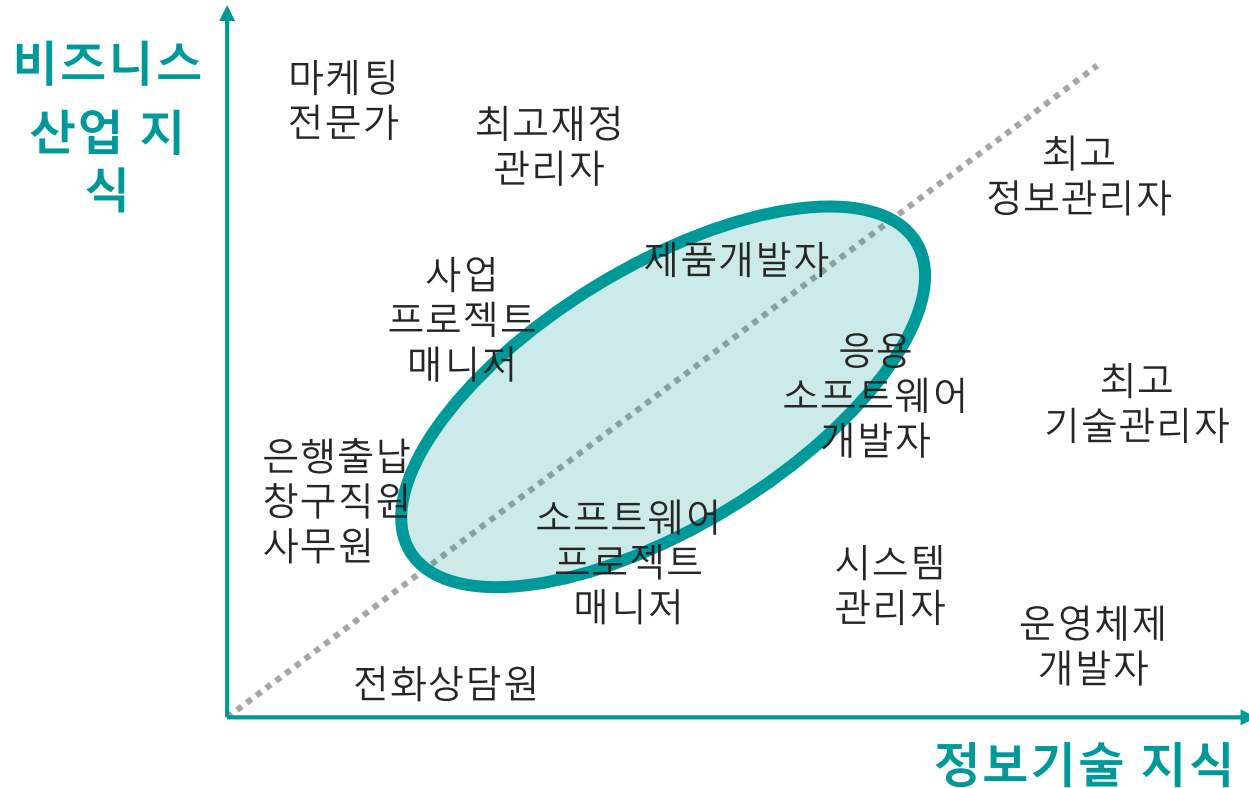 비즈니스
산업 지
식
마케팅
전문가
최고재정
관리자
최고
정보관리자
제품개발자
사업
프로젝트
매니저
응용
소프트웨어
개발자
최고
기술관리자
은행출납
창구직원
사무원
소프트웨어
프로젝트
매니저
시스템
관리자
운영체제
개발자
전화상담원
정보기술 지식